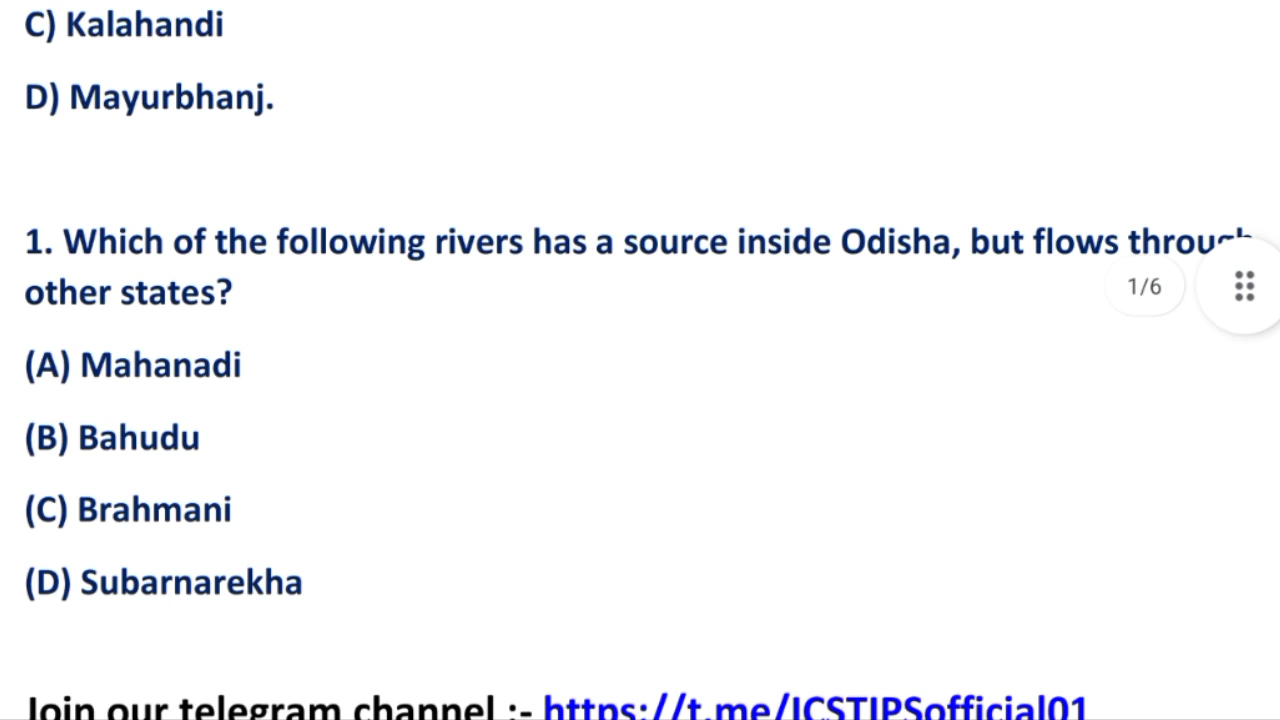 C) Kalahandi
D) Mayurbhanj.
1. Which of the following rivers has a source inside Odisha, but flows through
other states?
1/6
(A) Mahanadi
(B) Bahudu
(C) Brahmani
(D) Subarnarekha
Join our telegram channel :- https://t.me/ICSTIPSofficial01